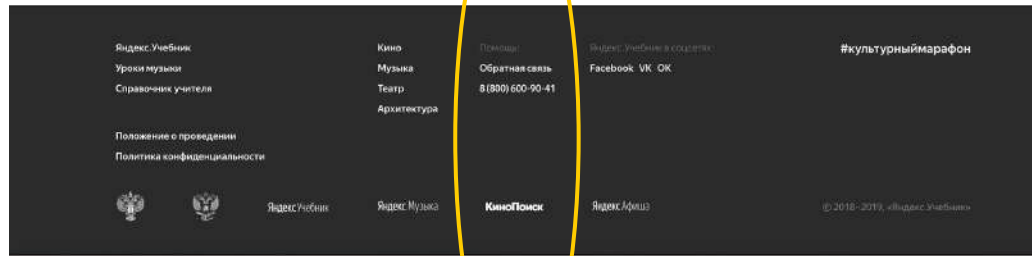 Яндекс.Учебник
Уроки музыки
Справочник учителя
Положение о проведении
Политика конфиденциальности
Кино
Музыка
Театр
Архитектура
Помощь:
Обратная связь
8 (800) 600-90-41
Яндекс.Учебник в соцсетях:
Facebook VK OK
#культурныймарафон
Яндекс Учебник
Яндекс Музыка
КиноПоиск
Яндекс Афиша
© 2018–2019, «Яндекс.Учебник»